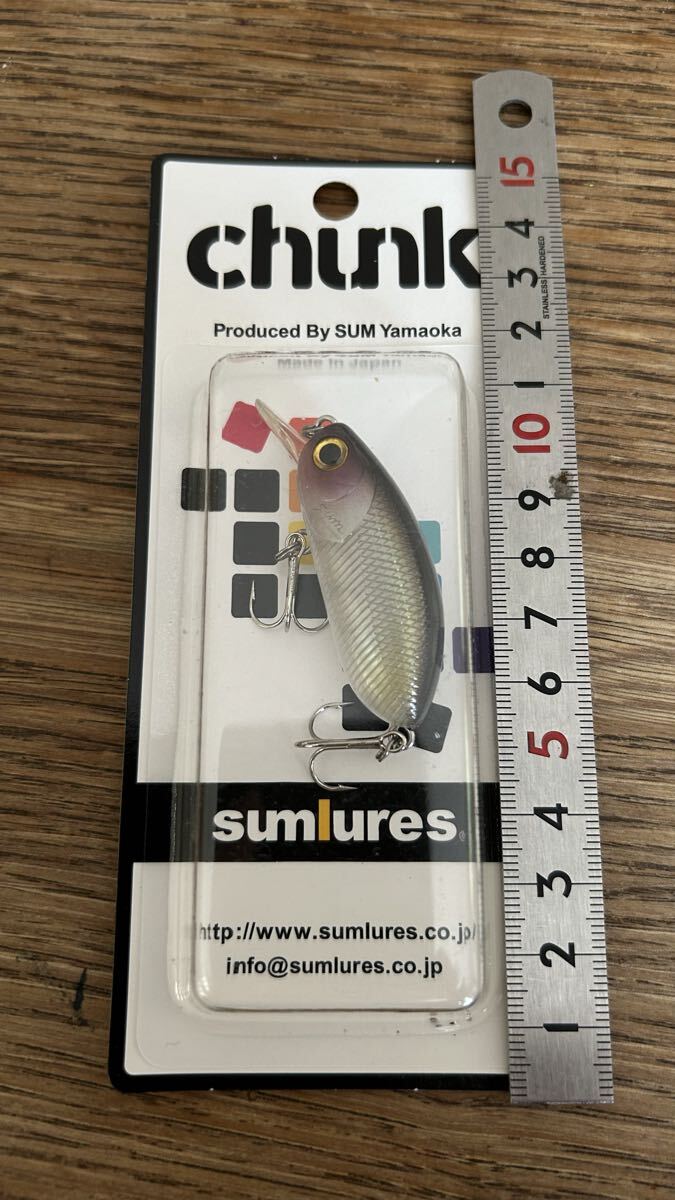 chunk
Produced By SUM Yamaoka
Made In Japan
sumlures
http://www.sumlures.co.jp/
info@sumlures.co.jp
15
4
3
2
1
10
9
8
7
6
5
4
3
2
1
STAINLESS HARDENED